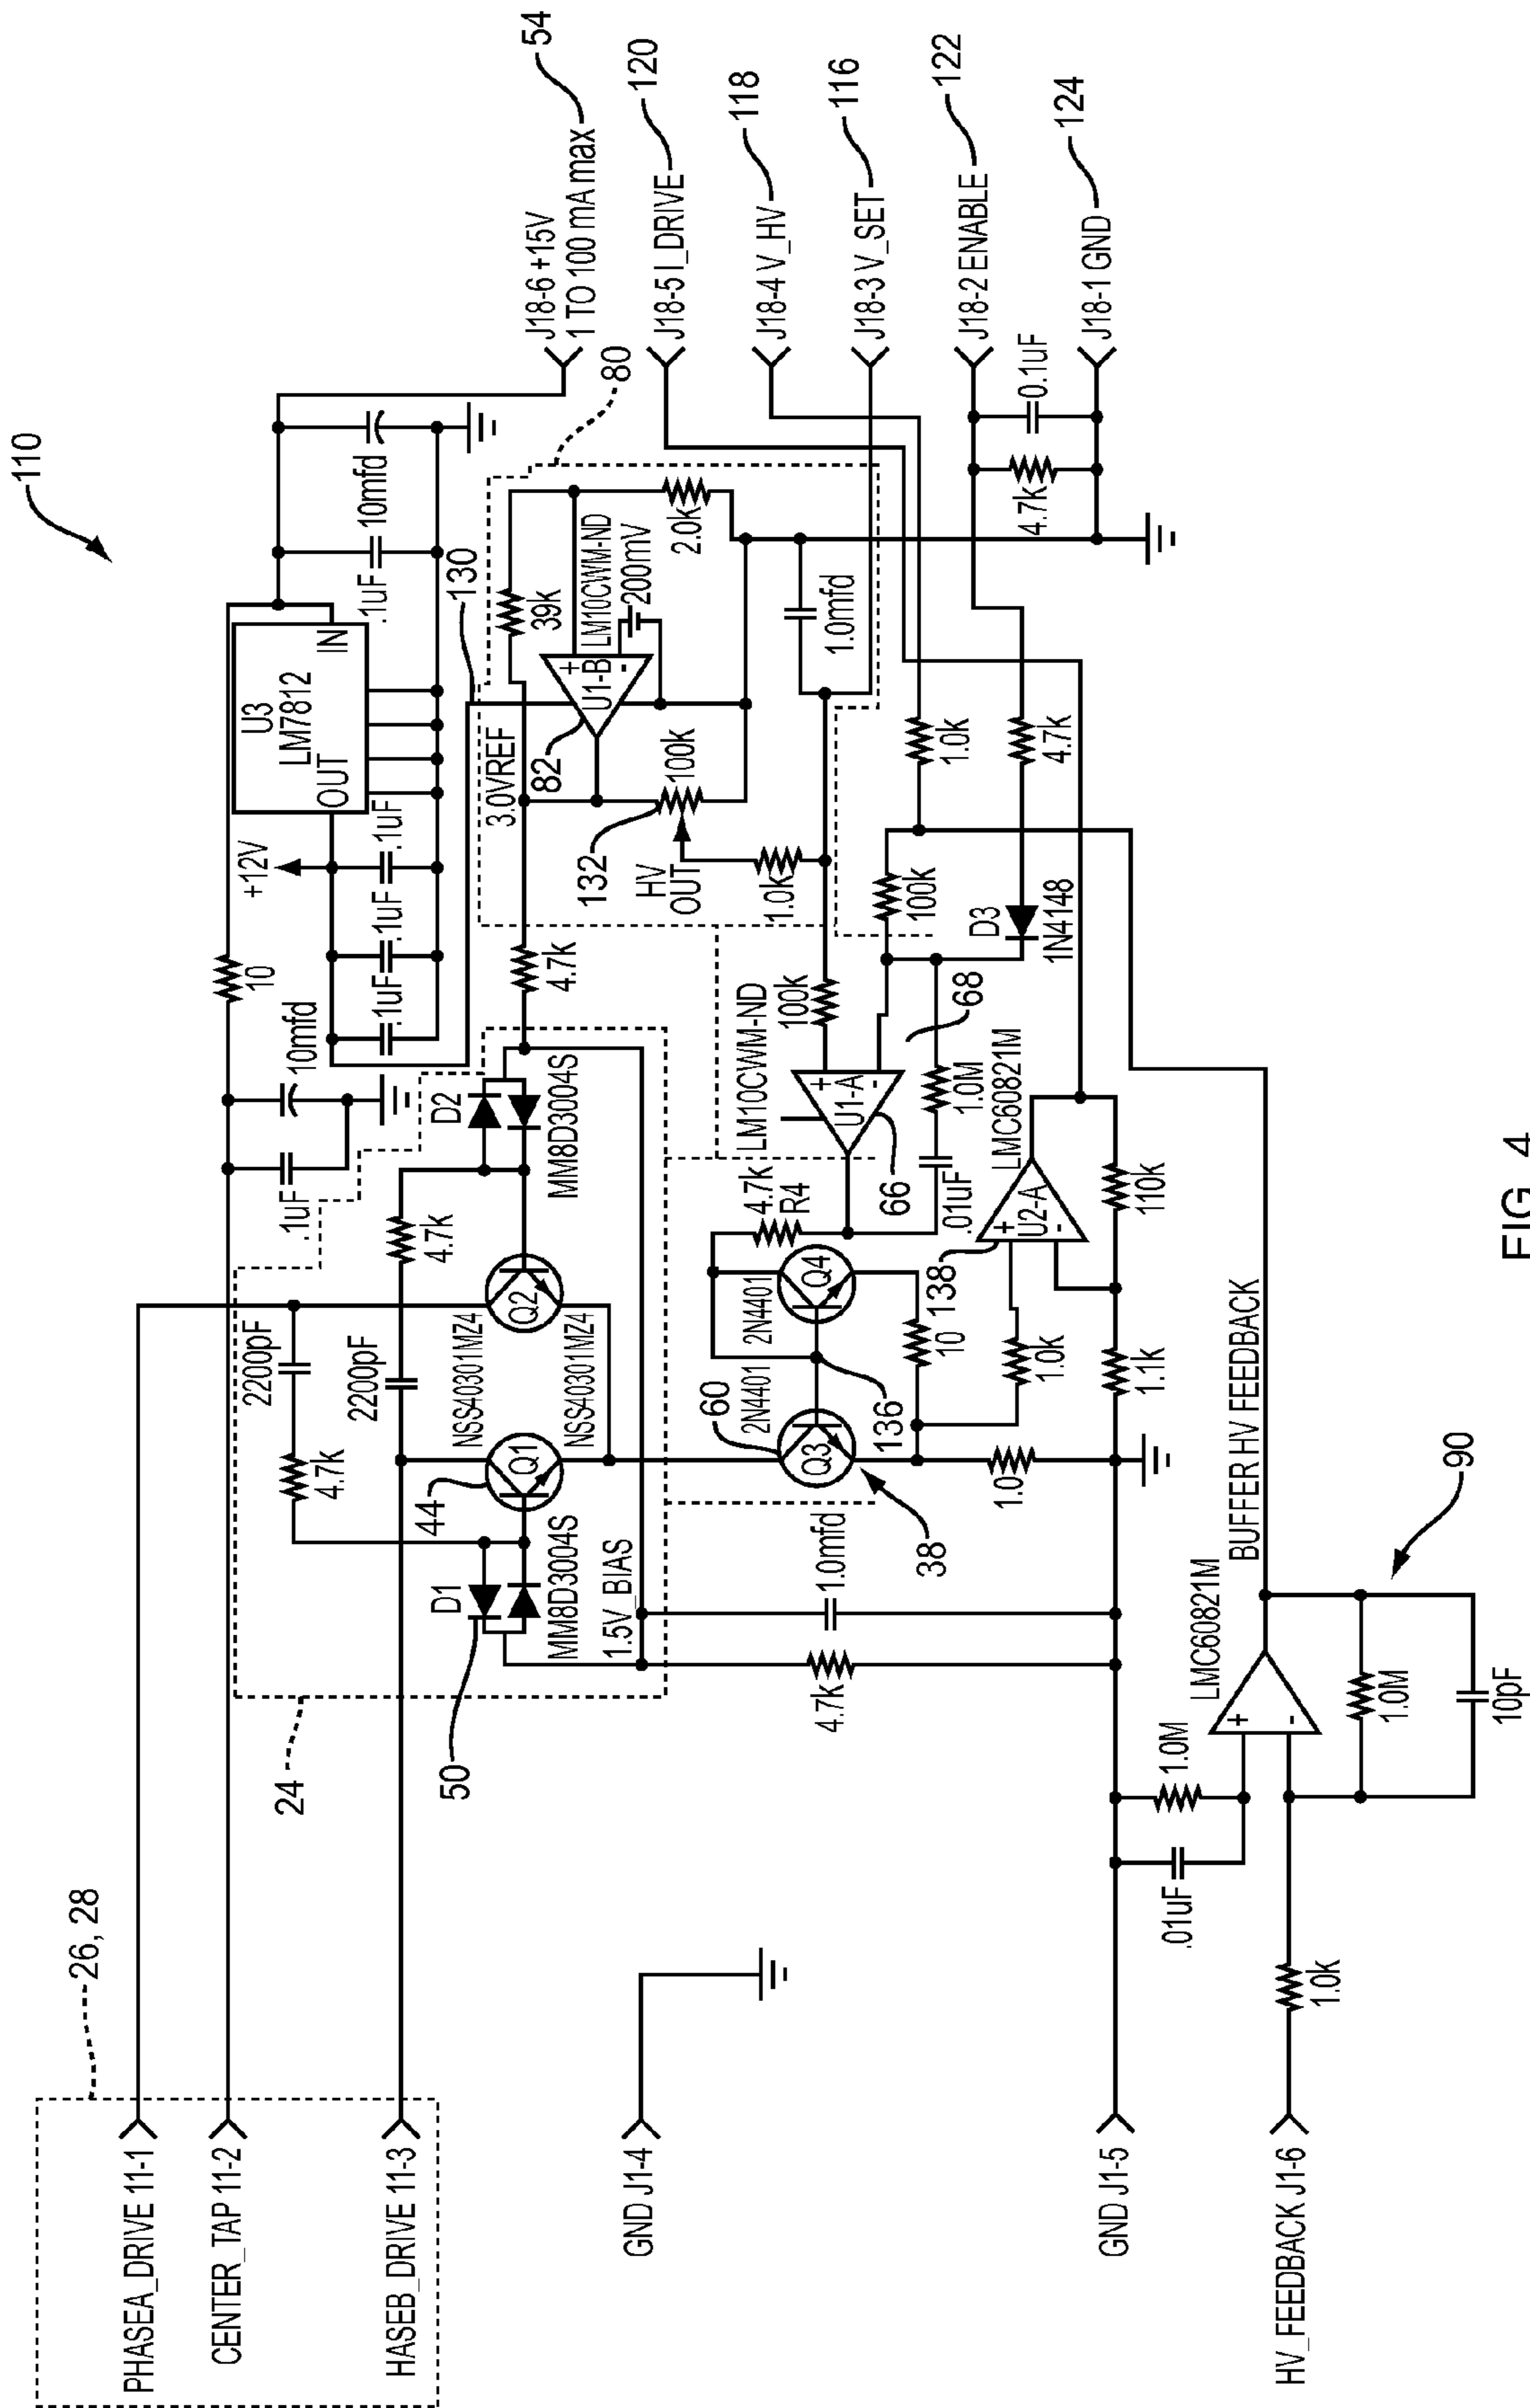 110
26, 28
PHASEA_DRIVE 11-1
CENTER_TAP 11-2
HASEB_DRIVE 11-3
GND J1-4
GND J1-5
HV_FEEDBACK J1-6
24
50
D1
MM8D3004S
1.5V_BIAS
4.7k
2200pF
2200pF
4.7k
44
Q1
NSS40301MZ4
Q2
NSS40301MZ4
D2
MM8D3004S
.1uF
10mfd
10
+12V
.1uF
.1uF
.1uF
OUT
U3
LM7812
IN
.1uF
10mfd
130
J18-6 +15V
1 TO 100 mA max
54
J18-5 I_DRIVE
120
J18-4 V_HV
118
J18-3 V_SET
116
J18-2 ENABLE
122
J18-1 GND
124
80
4.7k
3.0VREF
39k
82
+
-
U1-B
LM10CWM-ND
200mV
2.0k
132
HV
OUT
100k
1.0k
1.0mfd
4.7k
0.1uF
1.0k
4.7k
100k
D3
1N4148
LM10CWM-ND
100k
+
-
U1-A
66
68
1.0M
.01uF
4.7k
R4
60
2N4401
Q3
2N4401
Q4
136
38
10
1.0k
1.0
138
+
-
U2-A
LMC60821M
110k
1.1k
1.0mfd
4.7k
.01uF
1.0M
1.0k
+
-
LMC60821M
BUFFER HV FEEDBACK
1.0M
10pF
90
FIG. 4